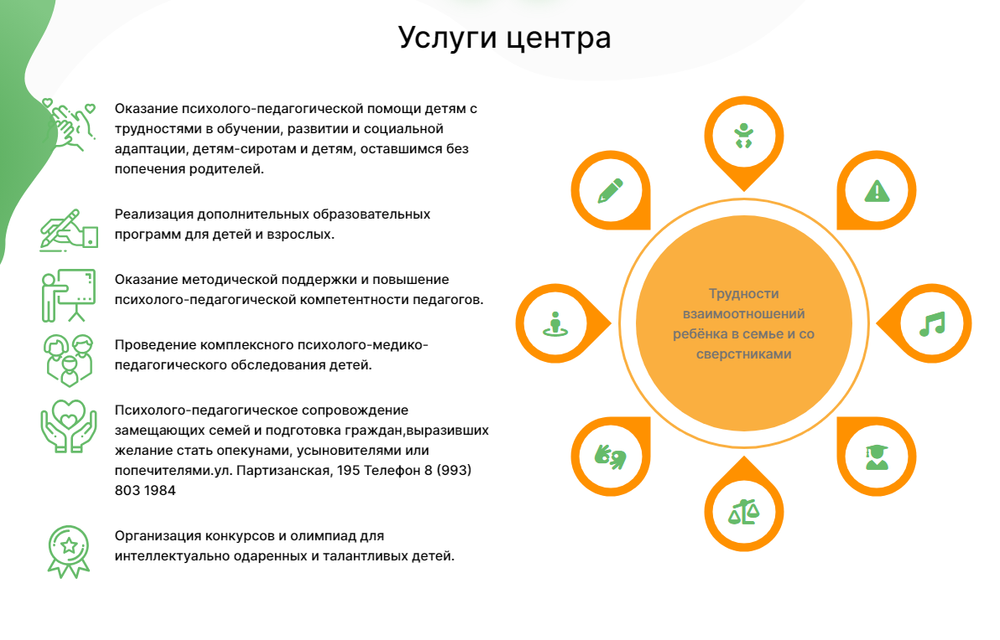 Услуги центра
Оказание психолого-педагогической помощи детям с
трудностями в обучении, развитии и социальной
адаптации, детям-сиротам и детям, оставшимся без
попечения родителей.
Реализация дополнительных образовательных
программ для детей и взрослых.
Оказание методической поддержки и повышение
психолого-педагогической компетентности педагогов.
Проведение комплексного психолого-медико-
педагогического обследования детей.
Психолого-педагогическое сопровождение
замещающих семей и подготовка граждан,выразивших
желание стать опекунами, усыновителями или
попечителями.ул. Партизанская, 195 Телефон 8 (993)
803 1984
Организация конкурсов и олимпиад для
интеллектуально одаренных и талантливых детей.
Трудности
взаимоотношений
ребёнка в семье и со
сверстниками